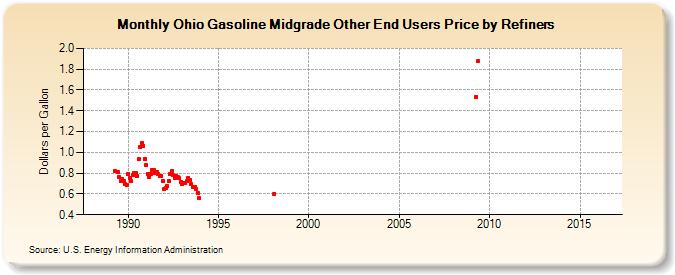 Monthly Ohio Gasoline Midgrade Other End Users Price by Refiners
Dollars per Gallon
2.0
1.8
1.6
1.4
1.2
1.0
0.8
0.6
0.4
1990 1995 2000 2005 2010 2015
Source: U.S. Energy Information Administration